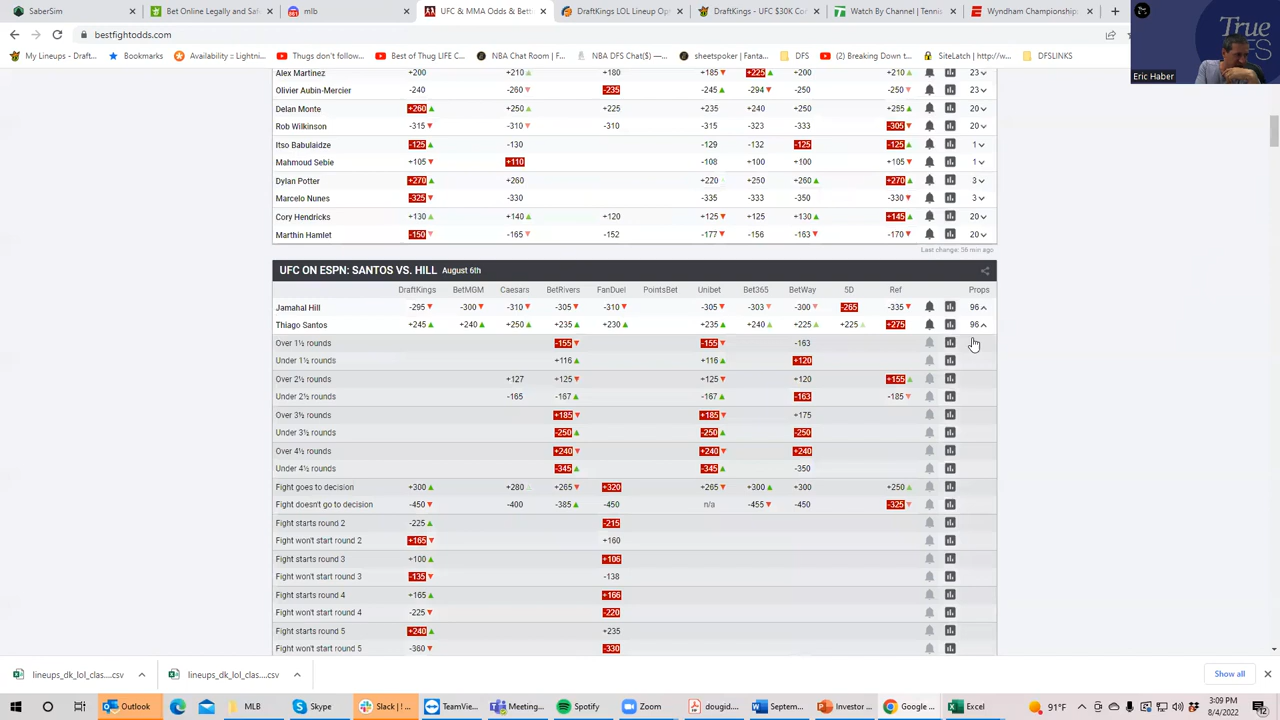 SaberSim
Bet Online Legally and Saf
mlb
UFC & MMA Odds & Bett
DraftKings LOL Lineup Opt
DraftKings - UFC $30K Con
Watch By Channel | Tennis
Wyndham Championship
bestfightodds.com
My Lineups - Draft...
Bookmarks
Availability :: Lightni...
Thugs don't follow...
Best of Thug LIFE C...
NBA Chat Room | F...
NBA DFS Chat($)—...
sheetspoker | Fanta...
DFS
(2) Breaking Down t...
SiteLatch | http://w...
DFSLINKS
True
Eric Haber
Alex Martinez +200 +210 +180 +185 +225 +200 +210 23
Olivier Aubin-Mercier -240 -260 -235 -245 -294 -250 -250 23
Delan Monte +260 +250 +225 +235 +240 +250 +255 20
Rob Wilkinson -315 -310 -310 -315 -323 -333 -305 20
Itso Babulaidze -125 -130 -129 -132 -125 -125 1
Mahmoud Sebie +105 +110 -108 +100 +100 +105 1
Dylan Potter +270 +260 +220 +250 +260 +270 3
Marcelo Nunes -325 -330 -335 -333 -350 -330 3
Cory Hendricks +130 +140 +120 +125 +125 +130 +145 20
Marthin Hamlet -150 -165 -152 -177 -156 -163 -170 20
Last change: 56 min ago
UFC ON ESPN: SANTOS VS. HILL August 6th
DraftKings BetMGM Caesars BetRivers FanDuel PointsBet Unibet Bet365 BetWay 5D Ref Props
Jamahal Hill -295 -300 -310 -305 -310 -305 -303 -300 -265 -335 96
Thiago Santos +245 +240 +250 +235 +230 +235 +240 +225 +225 +275 96
Over 1½ rounds -155 -155 -163
Under 1½ rounds +116 +116 +120
Over 2½ rounds +127 +125 +125 +120 +155
Under 2½ rounds -165 -167 -167 -163 -185
Over 3½ rounds +185 +185 +175
Under 3½ rounds -250 -250 -250
Over 4½ rounds +240 +240 +240
Under 4½ rounds -345 -345 -350
Fight goes to decision +300 +280 +265 +320 +265 +300 +300 +250
Fight doesn't go to decision -450 -400 -385 -450 n/a -455 -450 -325
Fight starts round 2 -225 -215
Fight won't start round 2 +165 +160
Fight starts round 3 +100 +106
Fight won't start round 3 -135 -138
Fight starts round 4 +165 +166
Fight won't start round 4 -225 -220
Fight starts round 5 +240 +235
Fight won't start round 5 -360 -330
lineups_dk_lol_clas....csv
lineups_dk_lol_clas....csv
Show all
Outlook
MLB
Skype
Slack | ! ...
TeamVie...
Meeting...
Spotify
Zoom
dougid...
Septem...
Investor ...
Google ...
Excel
91°F
3:09 PM
8/4/2022